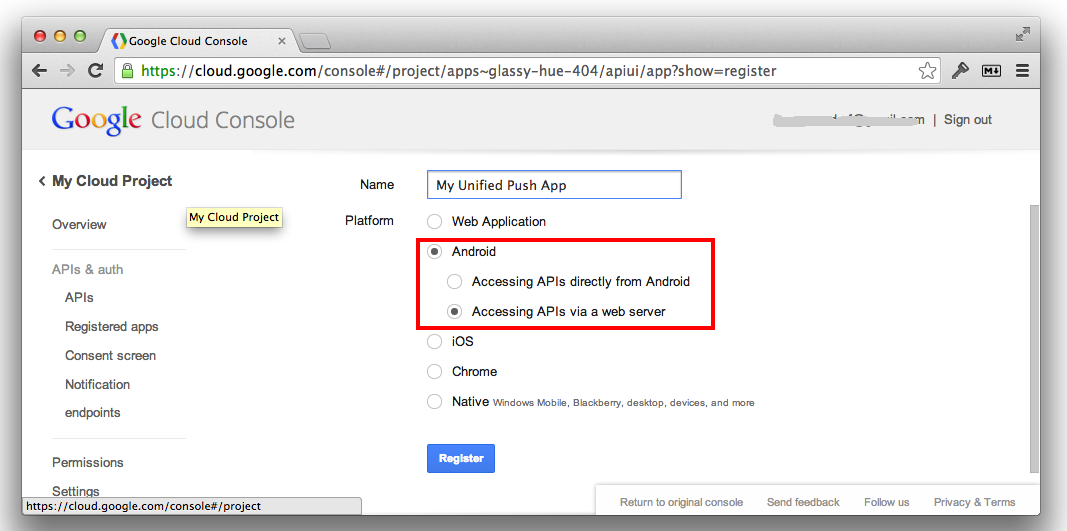 Google Cloud Console
https://cloud.google.com/console#/project/apps~glassy-hue-404/apiui/app?show=register
Google Cloud Console
| Sign out
My Cloud Project
Name
My Unified Push App
My Cloud Project
Platform
Web Application
Overview
Android
APIs & auth
Accessing APIs directly from Android
APIs
Accessing APIs via a web server
Registered apps
iOS
Consent screen
Chrome
Notification
Native Windows Mobile, Blackberry, desktop, devices, and more
endpoints
Register
Permissions
Settings
https://cloud.google.com/console#/project
Return to original console Send feedback Follow us Privacy & Terms